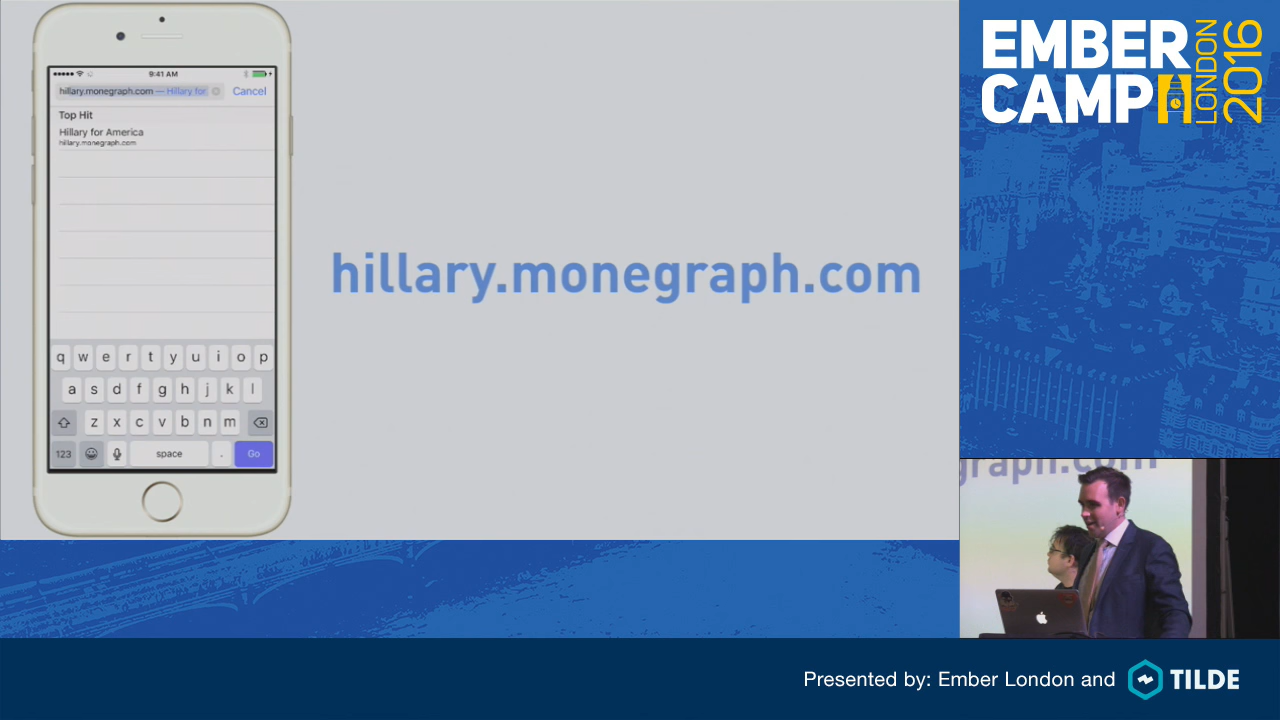 9:41 AM
hillary.monegraph.com — Hillary for
Cancel
Top Hit
Hillary for America
hillary.monegraph.com
q w e r t y u i o p
a s d f g h j k l
z x c v b n m
123
space
.
Go
hillary.monegraph.com
EMBER
CAMP
LONDON
2016
graph.com
Presented by: Ember London and
TILDE